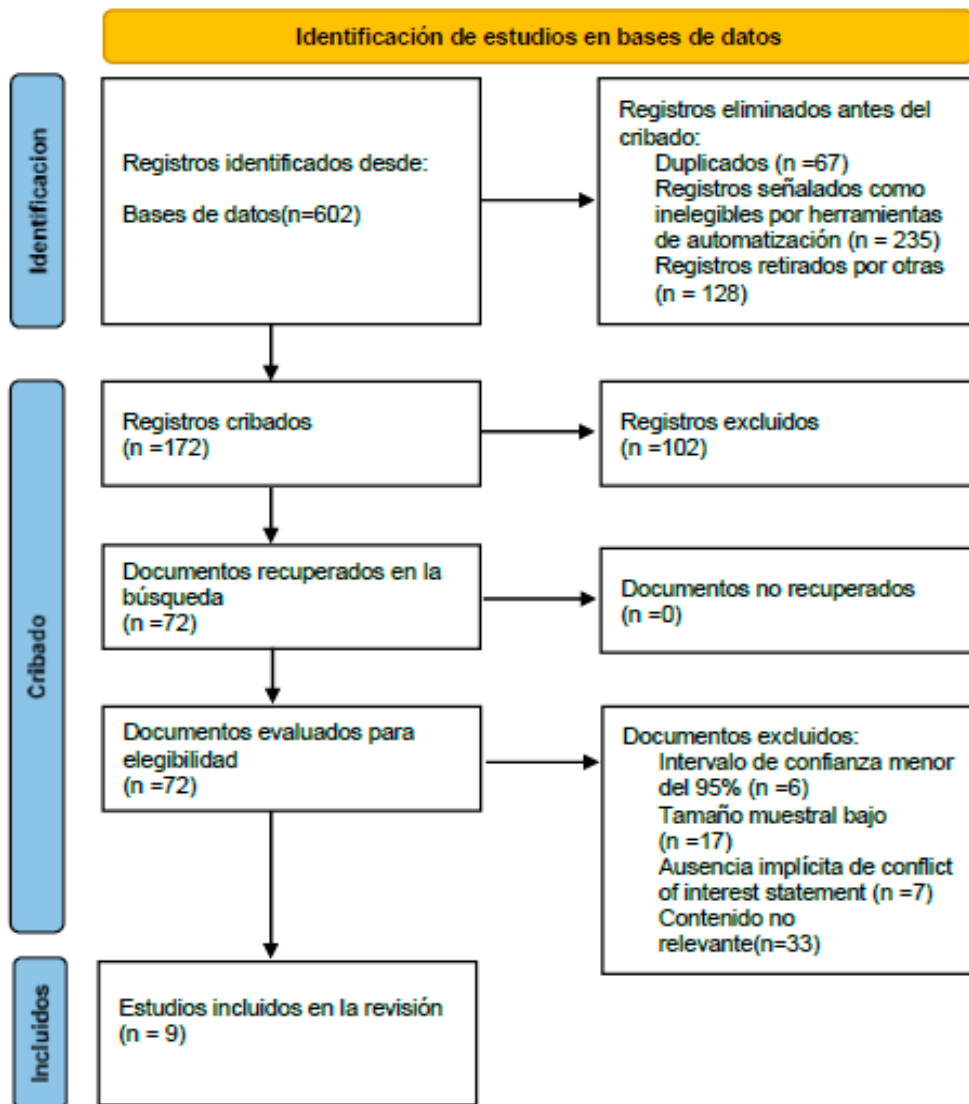 Identificación de estudios en bases de datos
Identificacion
Registros identificados desde:
Bases de datos(n=602)
Registros eliminados antes del
cribado:
Duplicados (n =67)
Registros señalados como
inelegibles por herramientas
de automatización (n = 235)
Registros retirados por otras
(n = 128)
Cribado
Registros cribados
(n =172)
Registros excluidos
(n =102)
Documentos recuperados en la
búsqueda
(n =72)
Documentos no recuperados
(n =0)
Documentos evaluados para
elegibilidad
(n =72)
Documentos excluidos:
Intervalo de confianza menor
del 95% (n =6)
Tamaño muestral bajo
(n =17)
Ausencia implícita de conflict
of interest statement (n =7)
Contenido no
relevante(n=33)
Incluidos
Estudios incluidos en la revisión
(n = 9)